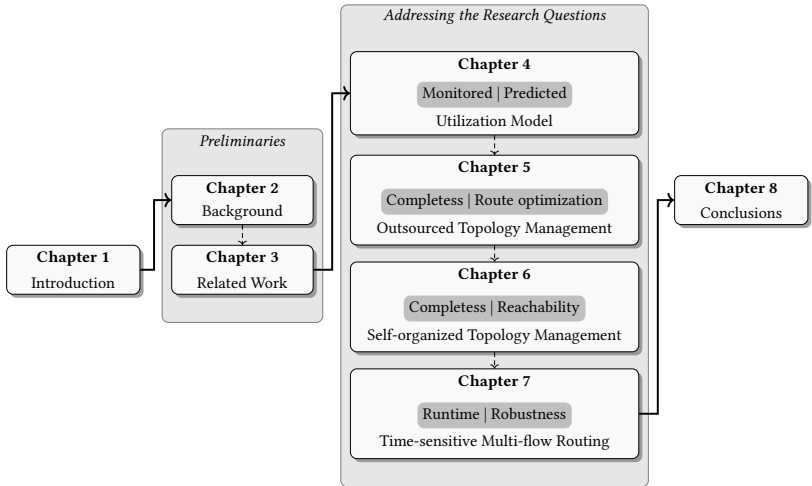 Addressing the Research Questions
Chapter 4
Monitored | Predicted
Utilization Model
Preliminaries
Chapter 5
Completess | Route optimization
Outsourced Topology Management
Chapter 2
Background
Chapter 8
Conclusions
Chapter 1
Introduction
Chapter 3
Related Work
Chapter 6
Completess | Reachability
Self-organized Topology Management
Chapter 7
Runtime | Robustness
Time-sensitive Multi-flow Routing